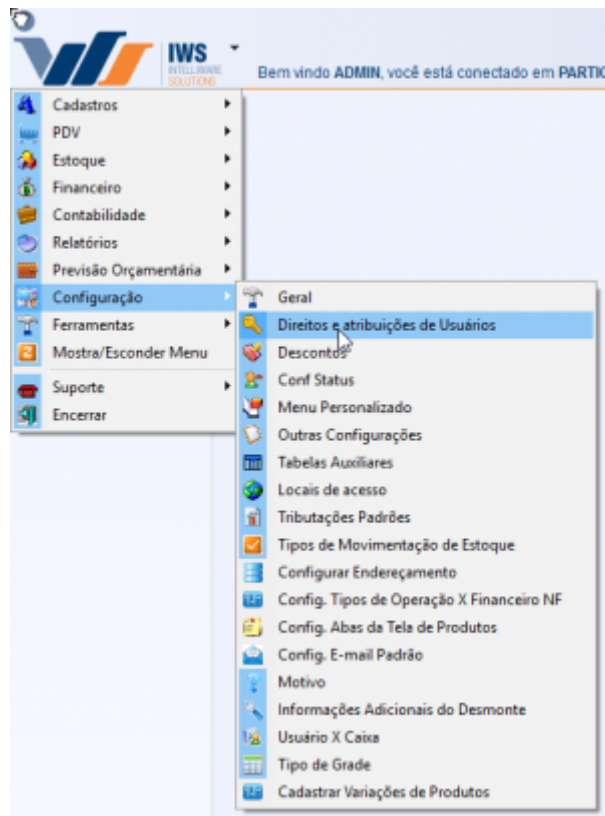 IWS
INTELLIWARE
SOLUTIONS
Bem vindo ADMIN, você está conectado em PARTIC
Cadastros
PDV
Estoque
Financeiro
Contabilidade
Relatórios
Previsão Orçamentária
Configuração
Ferramentas
Mostra/Esconder Menu
Suporte
Encerrar
Geral
Direitos e atribuições de Usuários
Descontos
Conf Status
Menu Personalizado
Outras Configurações
Tabelas Auxiliares
Locais de acesso
Tributações Padrões
Tipos de Movimentação de Estoque
Configurar Endereçamento
Config. Tipos de Operação X Financeiro NF
Config. Abas da Tela de Produtos
Config. E-mail Padrão
Motivo
Informações Adicionais do Desmonte
Usuário X Caixa
Tipo de Grade
Cadastrar Variações de Produtos